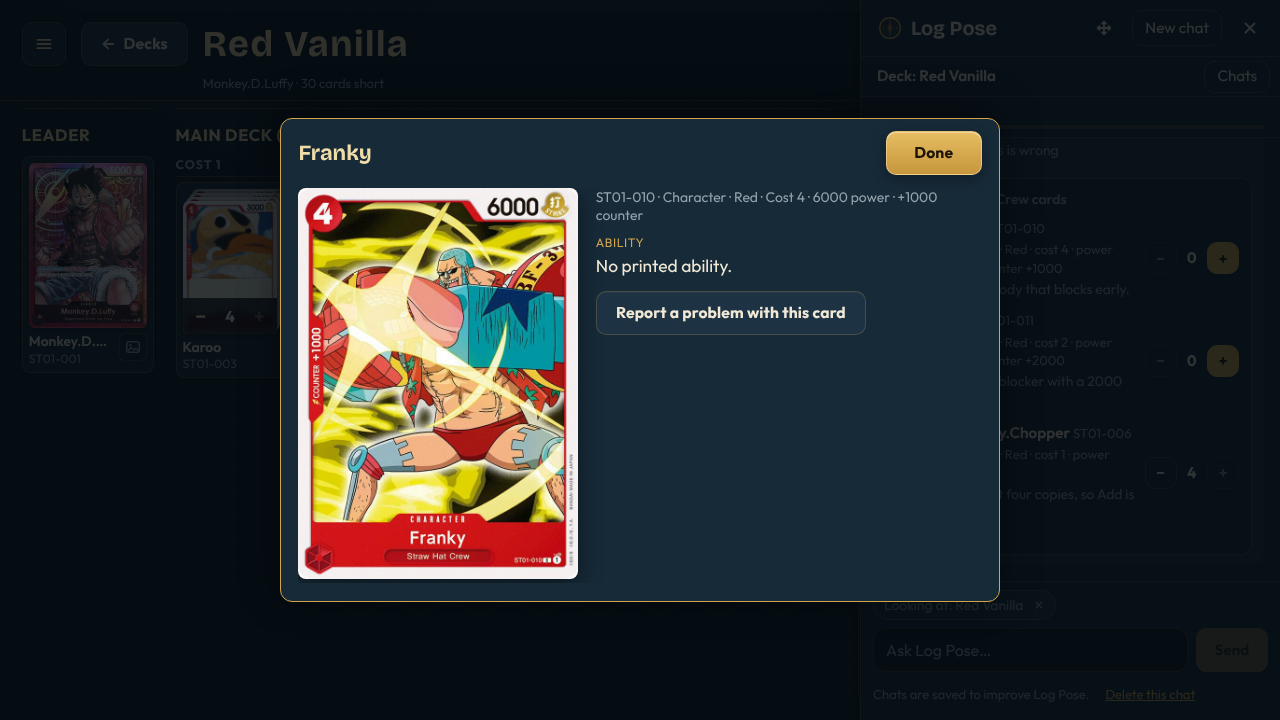 Decks
Red Vanilla
Monkey.D.Luffy · 30 cards short
Log Pose
New chat
Deck: Red Vanilla
Chats
LEADER
MAIN DECK (
COST 1
Monkey.D.Luffy
Monkey.D....
ST01-001
4
Karoo
ST01-003
Franky
Done
4
6000
打
COUNTER +1000
CHARACTER
Franky
Straw Hat Crew
ST01-010
ST01-010 · Character · Red · Cost 4 · 6000 power · +1000
counter
ABILITY
No printed ability.
Report a problem with this card
is wrong
Crew cards
T01-010
Red · cost 4 · power
nter +1000
ody that blocks early.
0
+
01-011
Red · cost 2 · power
nter +2000
blocker with a 2000
0
+
y.Chopper ST01-006
Red · cost 1 · power
four copies, so Add is
4
+
Looking at: Red Vanilla ×
Ask Log Pose...
Send
Chats are saved to improve Log Pose.
Delete this chat